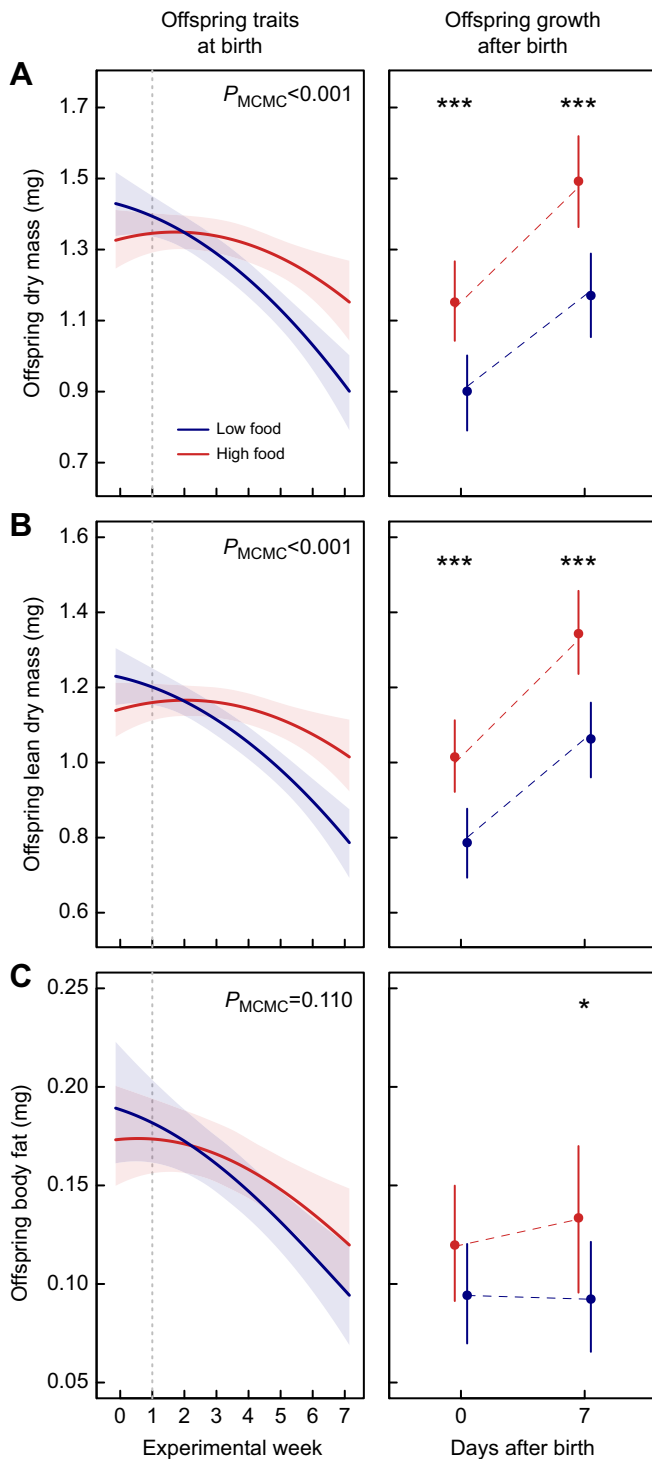 Offspring traits
at birth
Offspring growth
after birth
A
Offspring dry mass (mg)
1.7
1.5
1.3
1.1
0.9
0.7
P_MCMC<0.001
Low food
High food
***
***
B
Offspring lean dry mass (mg)
1.6
1.4
1.2
1.0
0.8
0.6
P_MCMC<0.001
***
***
C
Offspring body fat (mg)
0.25
0.20
0.15
0.10
0.05
P_MCMC=0.110
*
0 1 2 3 4 5 6 7
Experimental week
0 7
Days after birth